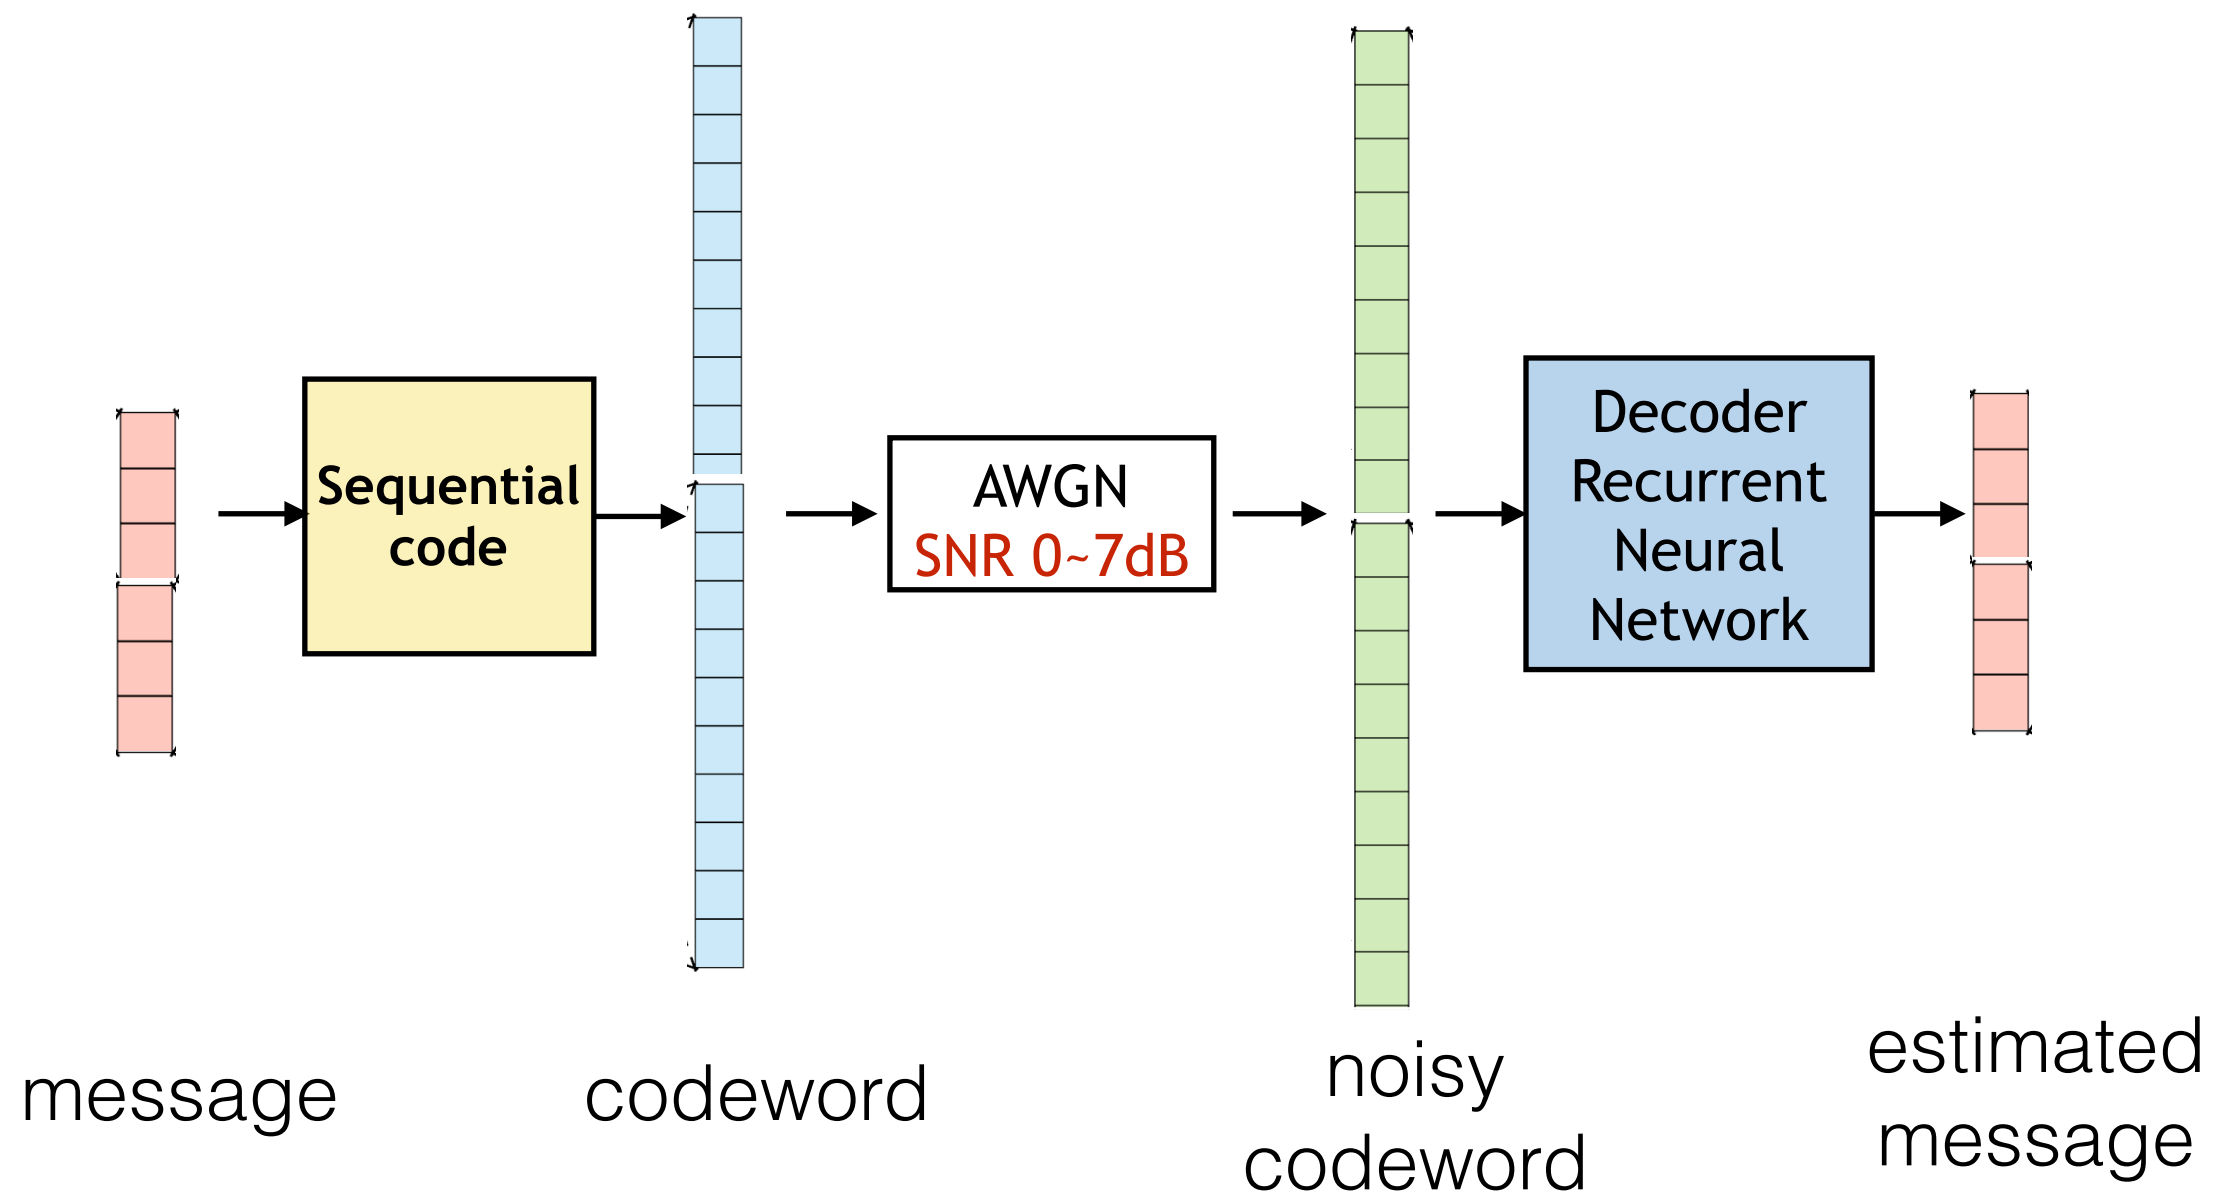 Sequential
code
AWGN
SNR 0~7dB
Decoder
Recurrent
Neural
Network
message
codeword
noisy
codeword
estimated
message